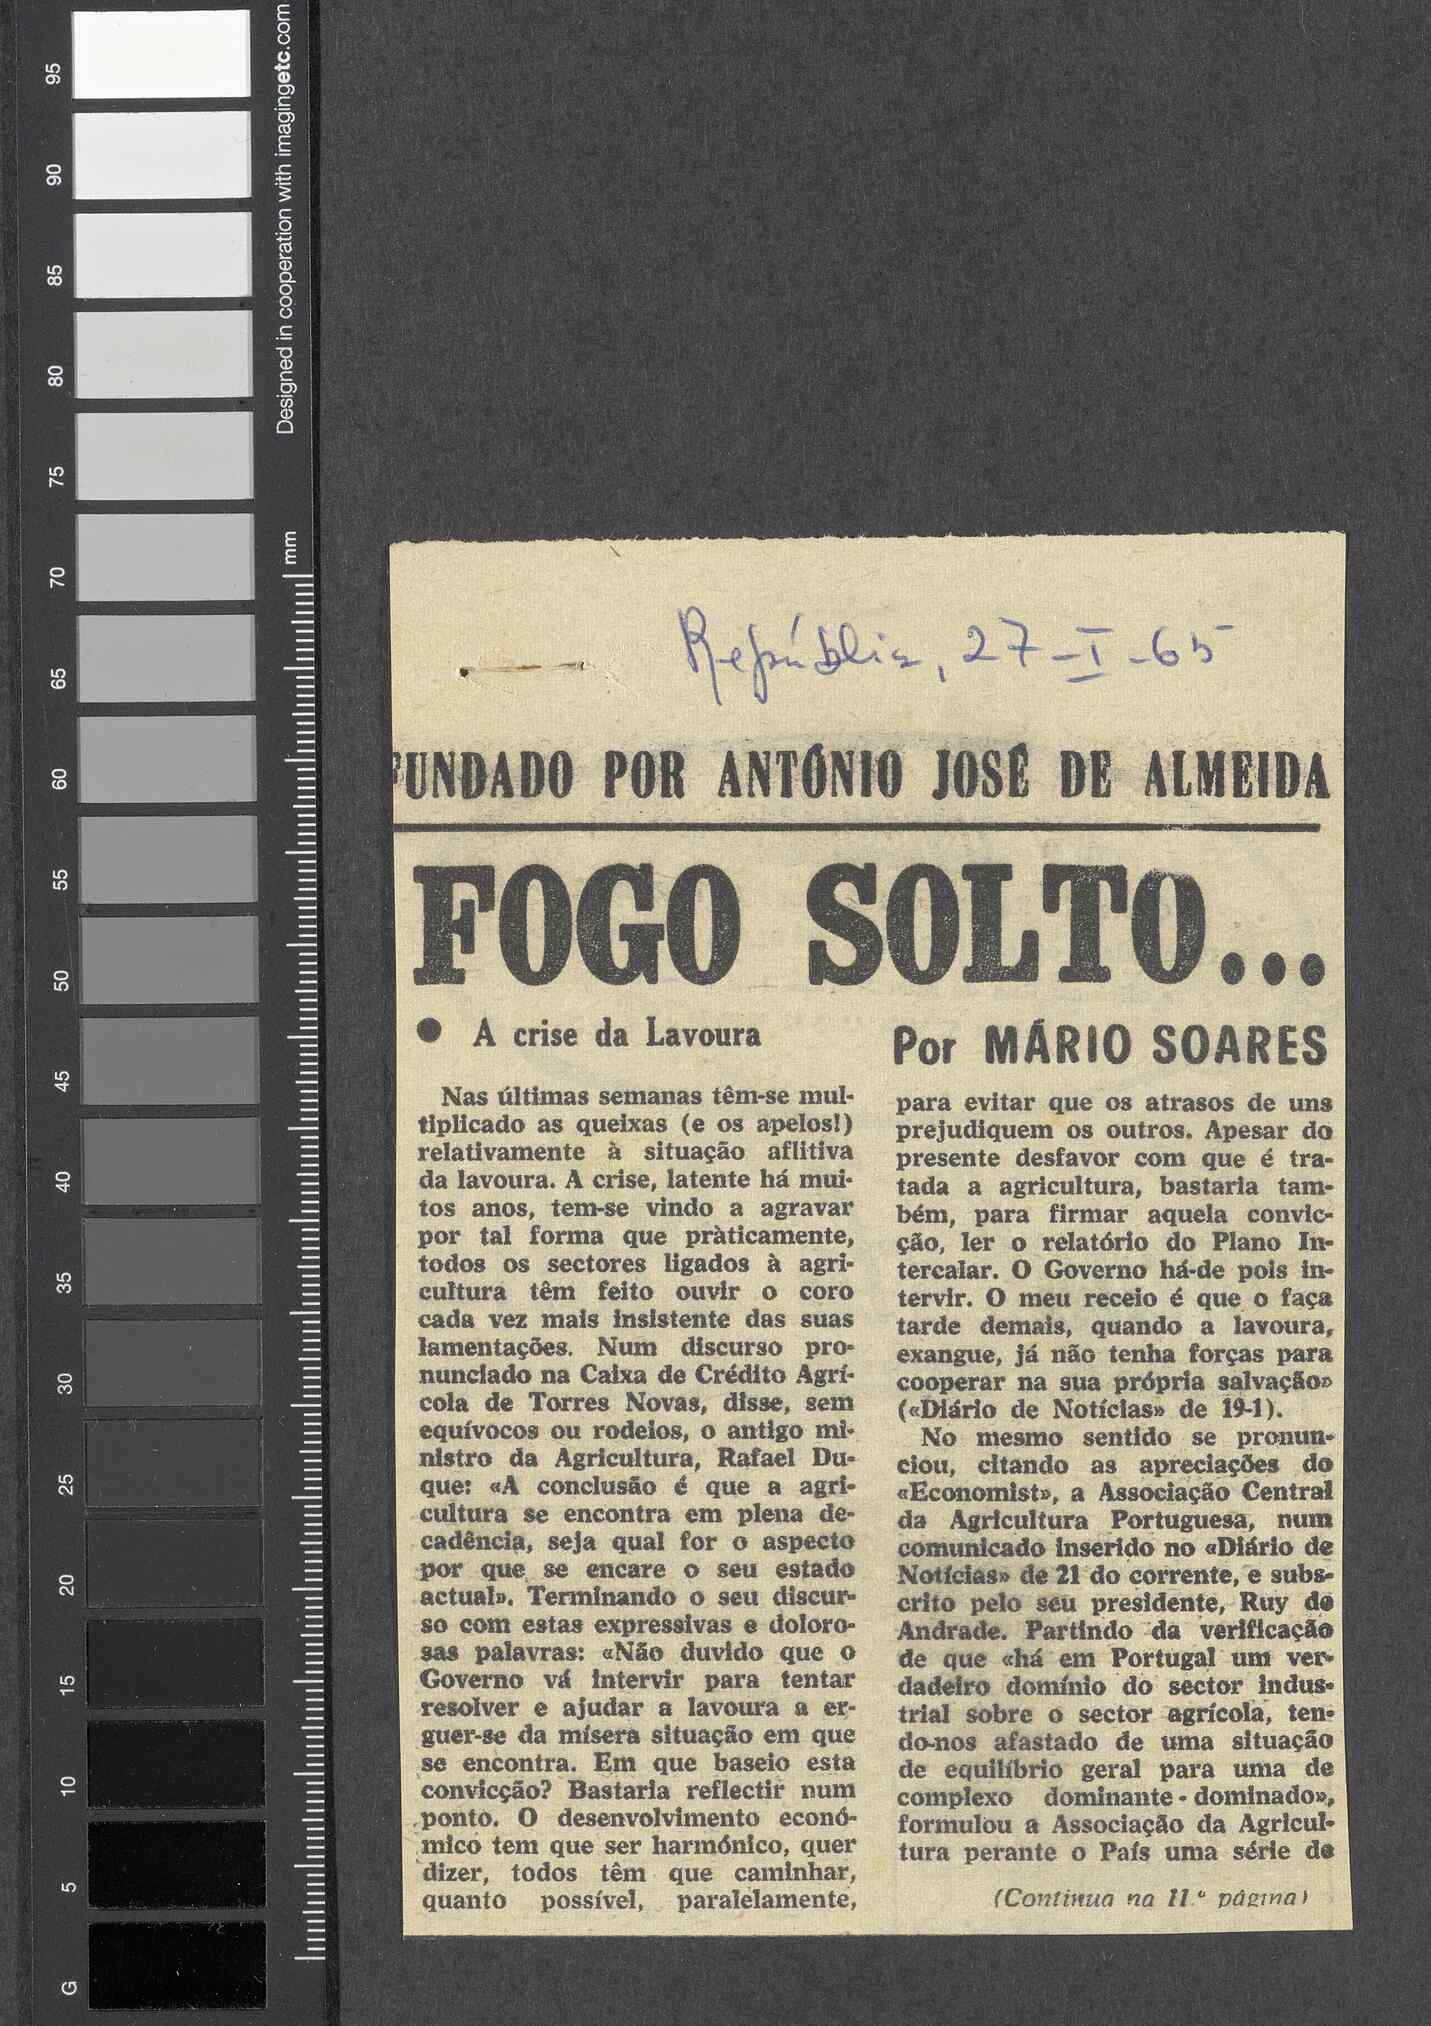 República, 27-I-65
FUNDADO POR ANTÓNIO JOSÉ DE ALMEIDA
FOGO SOLTO...
● A crise da Lavoura
Por MÁRIO SOARES
Nas últimas semanas têm-se mul-
tiplicado as queixas (e os apelos!)
relativamente à situação aflitiva
da lavoura. A crise, latente há mui-
tos anos, tem-se vindo a agravar
por tal forma que pràticamente,
todos os sectores ligados à agri-
cultura têm feito ouvir o coro
cada vez mais insistente das suas
lamentações. Num discurso pro-
nunciado na Caixa de Crédito Agrí-
cola de Torres Novas, disse, sem
equívocos ou rodeios, o antigo mi-
nistro da Agricultura, Rafael Du-
que: «A conclusão é que a agri-
cultura se encontra em plena de-
cadência, seja qual for o aspecto
por que se encare o seu estado
actual». Terminando o seu discur-
so com estas expressivas e doloro-
sas palavras: «Não duvido que o
Governo vá intervir para tentar
resolver e ajudar a lavoura a er-
guer-se da mísera situação em que
se encontra. Em que baseio esta
convicção? Bastaria reflectir num
ponto. O desenvolvimento econó-
mico tem que ser harmónico, quer
dizer, todos têm que caminhar,
quanto possível, paralelamente,
para evitar que os atrasos de uns
prejudiquem os outros. Apesar do
presente desfavor com que é tra-
tada a agricultura, bastaria tam-
bém, para firmar aquela convic-
ção, ler o relatório do Plano In-
tercalar. O Governo há-de pois in-
tervir. O meu receio é que o faça
tarde demais, quando a lavoura,
exangue, já não tenha forças para
cooperar na sua própria salvação»
(«Diário de Notícias» de 19-1).
No mesmo sentido se pronun-
ciou, citando as apreciações do
«Economist», a Associação Central
da Agricultura Portuguesa, num
comunicado inserido no «Diário de
Notícias» de 21 do corrente, e subs-
crito pelo seu presidente, Ruy de
Andrade. Partindo da verificação
de que «há em Portugal um ver-
dadeiro domínio do sector indus-
trial sobre o sector agrícola, ten-
do-nos afastado de uma situação
de equilíbrio geral para uma de
complexo dominante - dominado»,
formulou a Associação da Agricul-
tura perante o País uma série de
(Continua na 11.ª página)
Designed in cooperation with imagingetc.com
mm
95
90
85
80
75
70
65
60
55
50
45
40
35
30
25
20
15
10
5
G